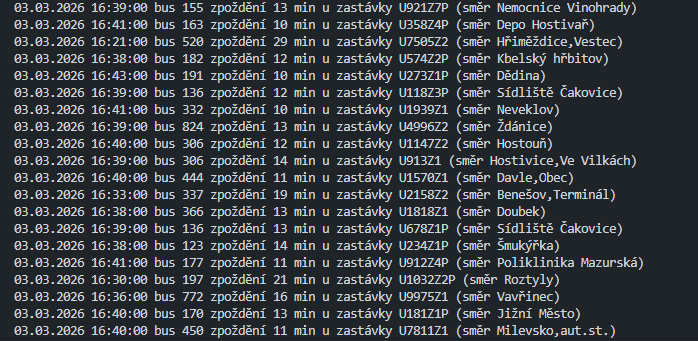 03.03.2026 16:39:00 bus 155 zpoždění 13 min u zastávky U921Z7P (směr Nemocnice Vinohrady)
03.03.2026 16:41:00 bus 163 zpoždění 10 min u zastávky U358Z4P (směr Depo Hostivař)
03.03.2026 16:21:00 bus 520 zpoždění 29 min u zastávky U7505Z2 (směr Hřiměždice,Vestec)
03.03.2026 16:38:00 bus 182 zpoždění 12 min u zastávky U574Z2P (směr Kbelský hřbitov)
03.03.2026 16:43:00 bus 191 zpoždění 10 min u zastávky U273Z1P (směr Dědina)
03.03.2026 16:39:00 bus 136 zpoždění 12 min u zastávky U118Z3P (směr Sídliště Čakovice)
03.03.2026 16:41:00 bus 332 zpoždění 10 min u zastávky U1939Z1 (směr Neveklov)
03.03.2026 16:39:00 bus 824 zpoždění 13 min u zastávky U4996Z2 (směr Ždánice)
03.03.2026 16:40:00 bus 306 zpoždění 12 min u zastávky U1147Z2 (směr Hostouň)
03.03.2026 16:39:00 bus 306 zpoždění 14 min u zastávky U913Z1 (směr Hostivice,Ve Vilkách)
03.03.2026 16:40:00 bus 444 zpoždění 11 min u zastávky U1570Z1 (směr Davle,Obec)
03.03.2026 16:33:00 bus 337 zpoždění 19 min u zastávky U2158Z2 (směr Benešov,Terminál)
03.03.2026 16:38:00 bus 366 zpoždění 13 min u zastávky U1818Z1 (směr Doubek)
03.03.2026 16:39:00 bus 136 zpoždění 13 min u zastávky U678Z1P (směr Sídliště Čakovice)
03.03.2026 16:38:00 bus 123 zpoždění 14 min u zastávky U234Z1P (směr Šmukýřka)
03.03.2026 16:41:00 bus 177 zpoždění 11 min u zastávky U912Z4P (směr Poliklinika Mazurská)
03.03.2026 16:30:00 bus 197 zpoždění 21 min u zastávky U1032Z2P (směr Roztyly)
03.03.2026 16:36:00 bus 772 zpoždění 16 min u zastávky U9975Z1 (směr Vavřinec)
03.03.2026 16:40:00 bus 170 zpoždění 13 min u zastávky U181Z1P (směr Jižní Město)
03.03.2026 16:40:00 bus 450 zpoždění 11 min u zastávky U7811Z1 (směr Milevsko,aut.st.)